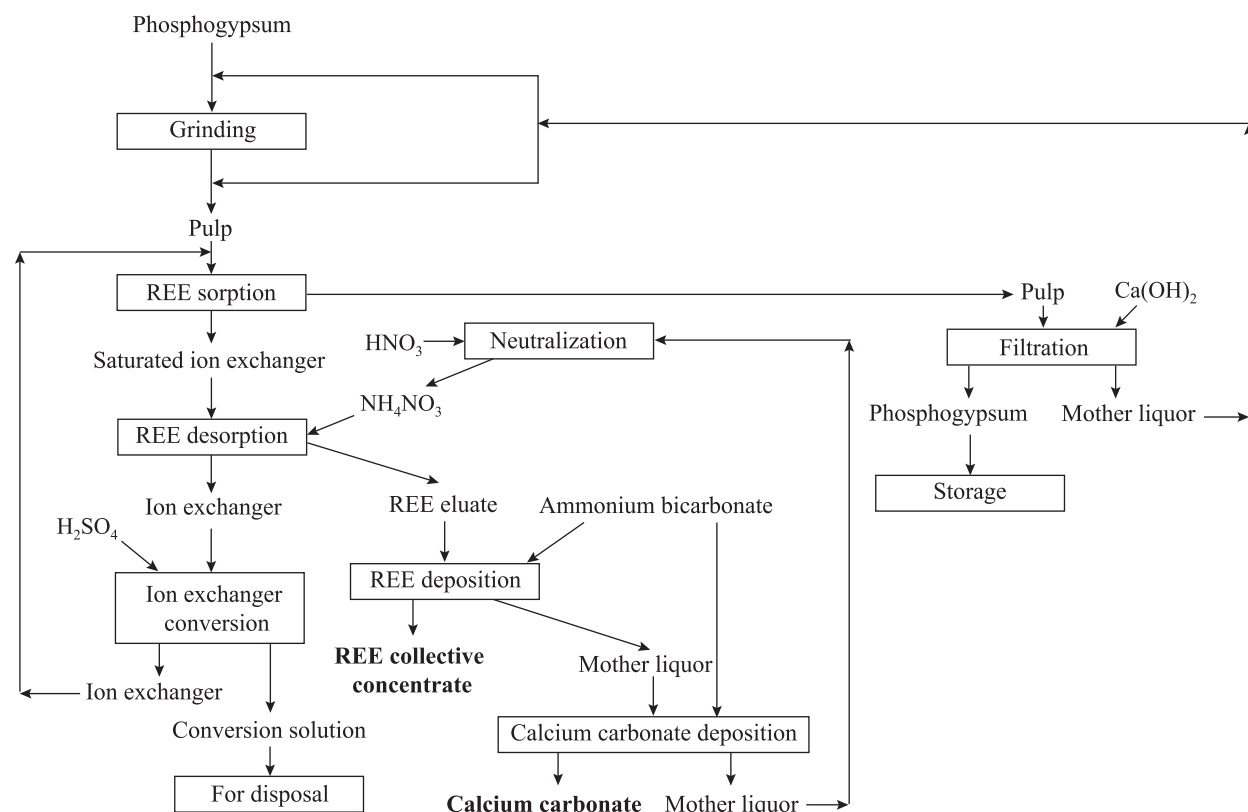 Phosphogypsum
Grinding
Pulp
REE sorption
Pulp
Ca(OH)₂
HNO₃
Neutralization
Filtration
Saturated ion exchanger
NH₄NO₃
Phosphogypsum
Mother liquor
REE desorption
Storage
Ion exchanger
REE eluate
Ammonium bicarbonate
H₂SO₄
REE deposition
Ion exchanger
conversion
REE collective
concentrate
Mother liquor
Ion exchanger
Conversion solution
Calcium carbonate deposition
For disposal
Calcium carbonate
Mother liquor